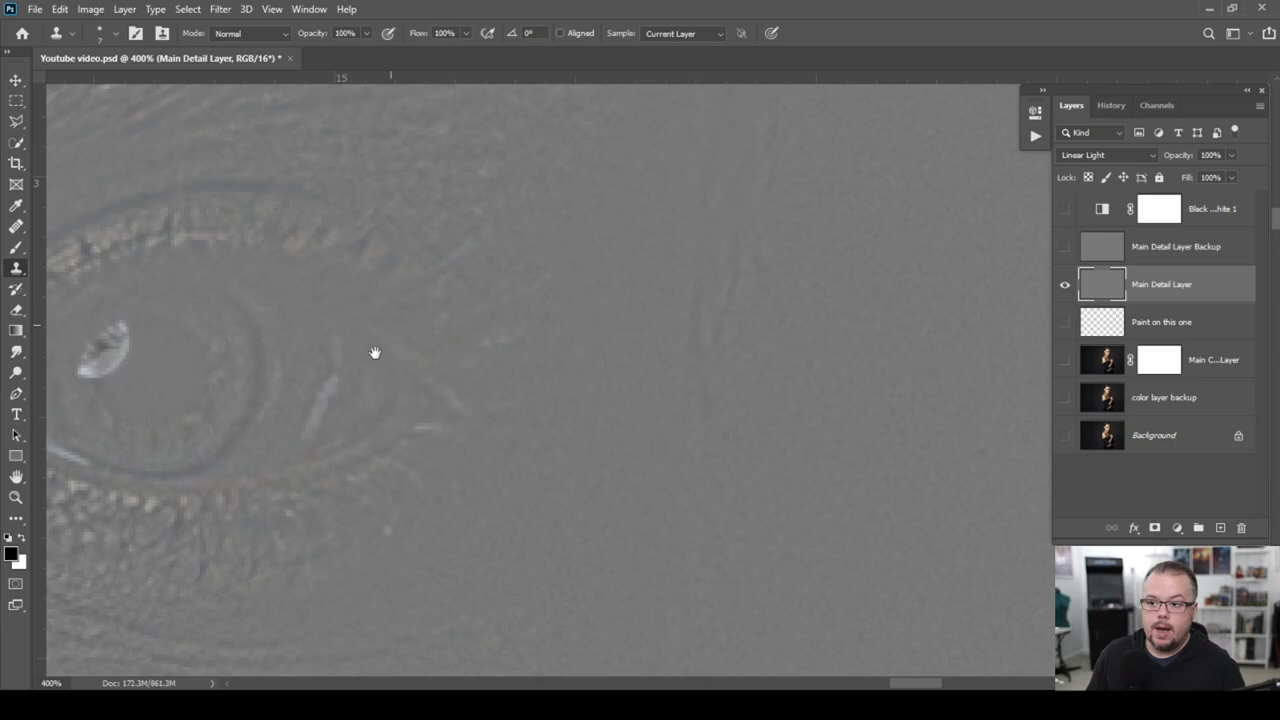 Ps File Edit Image Layer Type Select Filter 3D View Window Help
7 Mode: Normal Opacity: 100% Flow: 100% 0° Aligned Sample: Current Layer
Youtube video.psd @ 400% (Main Detail Layer, RGB/16*) * ×
15
3
Layers History Channels
Kind
Linear Light Opacity: 100%
Lock: Fill: 100%
Black ...hite 1
Main Detail Layer Backup
Main Detail Layer
Paint on this one
Main C...Layer
color layer backup
Background
400% Doc: 172.3M/861.3M